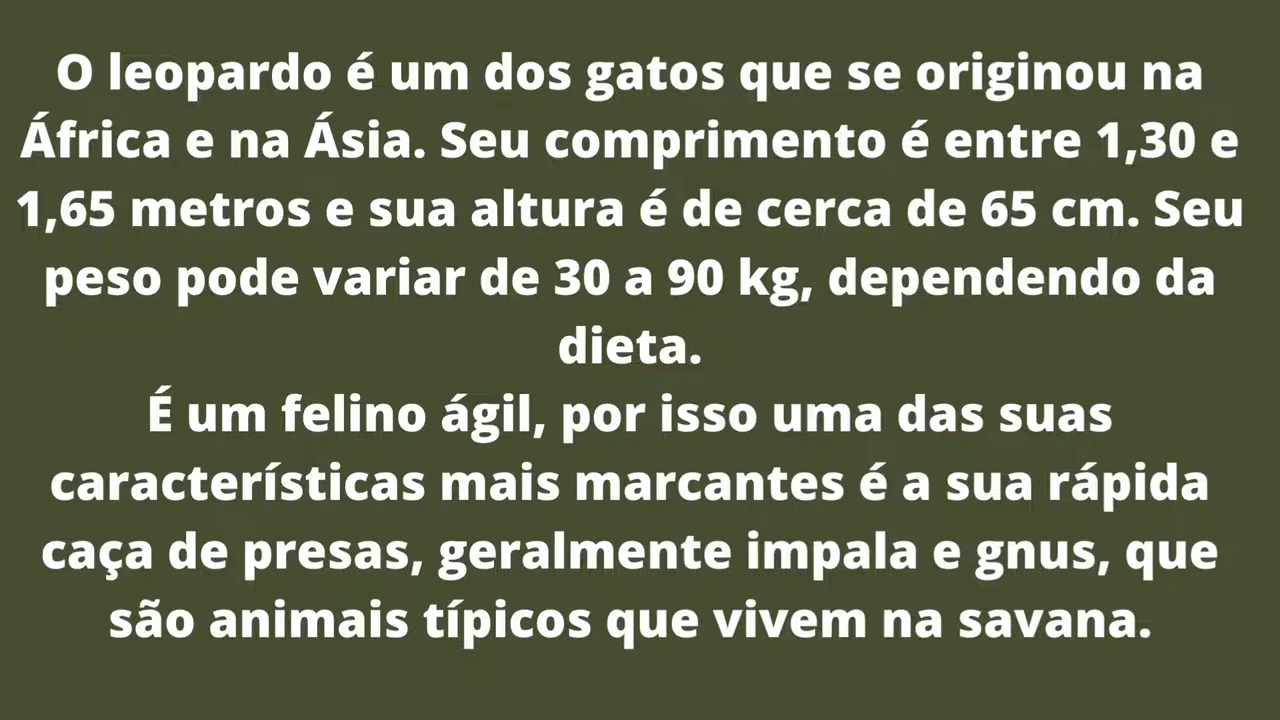 O leopardo é um dos gatos que se originou na
África e na Ásia. Seu comprimento é entre 1,30 e
1,65 metros e sua altura é de cerca de 65 cm. Seu
peso pode variar de 30 a 90 kg, dependendo da
dieta.
É um felino ágil, por isso uma das suas
características mais marcantes é a sua rápida
caça de presas, geralmente impala e gnus, que
são animais típicos que vivem na savana.